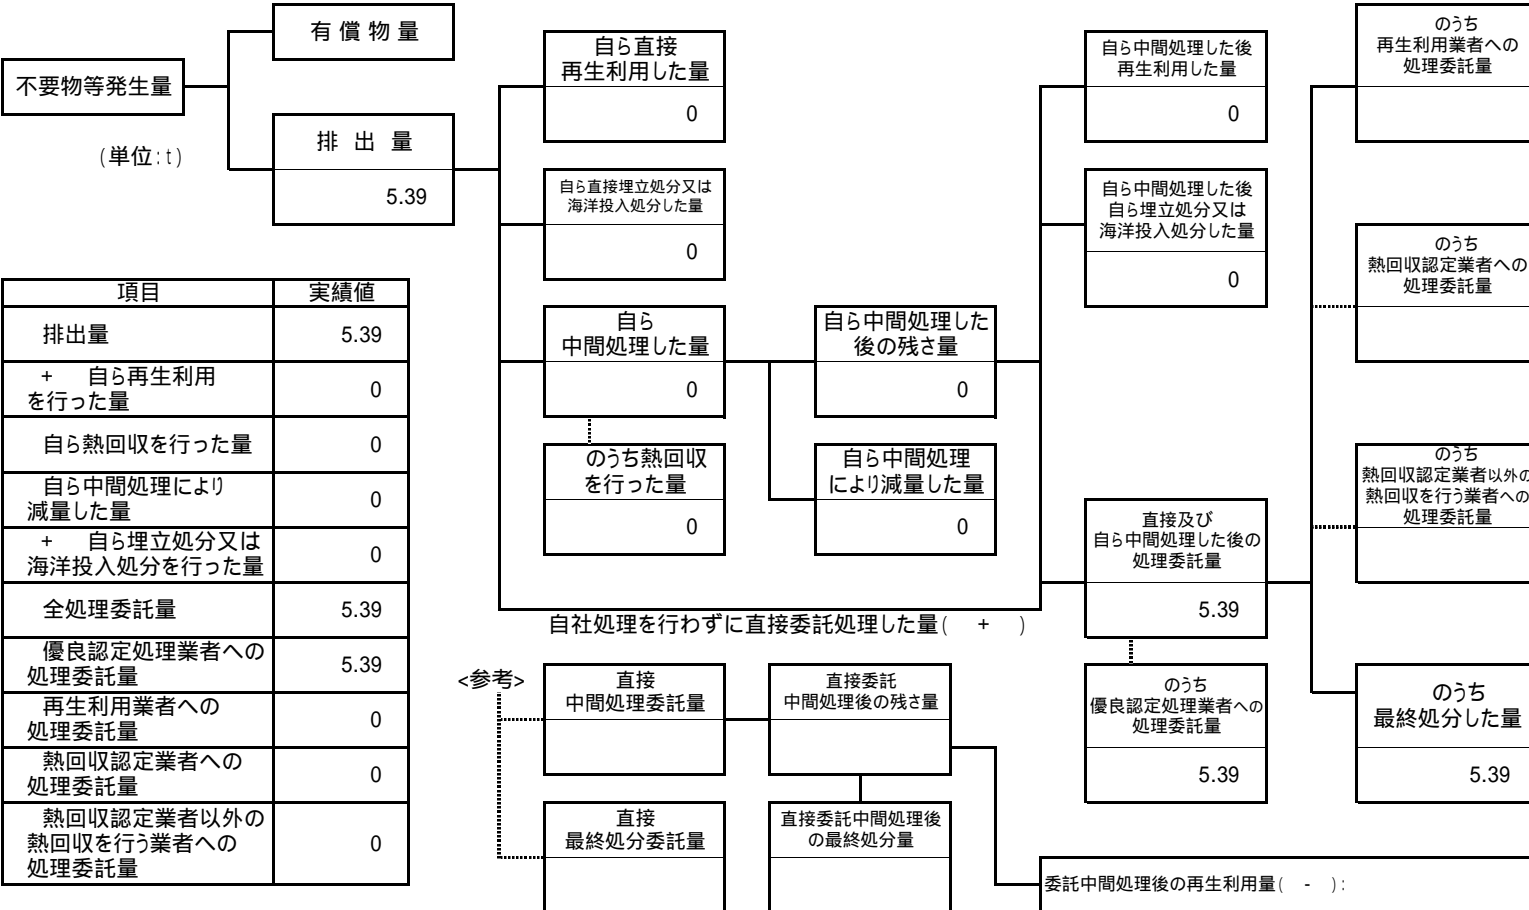 不要物等発生量
(単位:t)
有 償 物 量
排 出 量
5.39
自ら直接
再生利用した量
0
自ら直接埋立処分又は
海洋投入処分した量
0
自ら
中間処理した量
0
のうち熱回収
を行った量
0
自ら中間処理した
後の残さ量
0
自ら中間処理
により減量した量
0
自ら中間処理した後
再生利用した量
0
自ら中間処理した後
自ら埋立処分又は
海洋投入処分した量
0
直接及び
自ら中間処理した後の
処理委託量
5.39
のうち
優良認定処理業者への
処理委託量
5.39
のうち
再生利用業者への
処理委託量
のうち
熱回収認定業者への
処理委託量
のうち
熱回収認定業者以外の
熱回収を行う業者への
処理委託量
のうち
最終処分した量
5.39
自社処理を行わずに直接委託処理した量( + )
<参考>
直接
中間処理委託量
直接委託
中間処理後の残さ量
直接
最終処分委託量
直接委託中間処理後
の最終処分量
委託中間処理後の再生利用量( - ):
項目 実績値
排出量 5.39
+ 自ら再生利用
を行った量 0
自ら熱回収を行った量 0
自ら中間処理により
減量した量 0
+ 自ら埋立処分又は
海洋投入処分を行った量 0
全処理委託量 5.39
優良認定処理業者への
処理委託量 5.39
再生利用業者への
処理委託量 0
熱回収認定業者への
処理委託量 0
熱回収認定業者以外の
熱回収を行う業者への
処理委託量 0